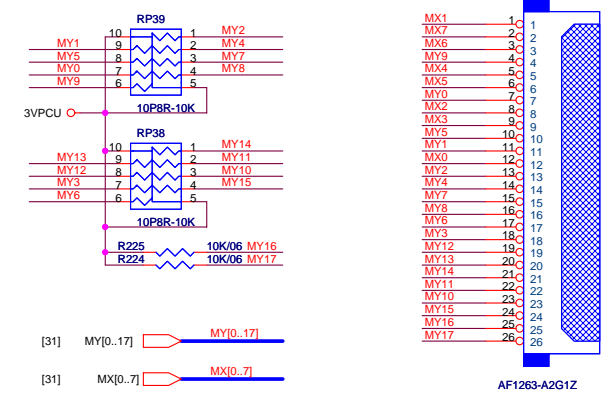 RP39
10 1 MY2
MY1 9 2 MY4
MY5 8 3 MY7
MY0 7 4 MY8
MY9 6 5
3VPCU
10P8R-10K
RP38
10 1 MY14
MY13 9 2 MY11
MY12 8 3 MY10
MY3 7 4 MY15
MY6 6 5
10P8R-10K
R225 10K/06 MY16
R224 10K/06 MY17
[31] MY[0..17] MY[0..17]
[31] MX[0..7] MX[0..7]
MX1 1 1
MX7 2 2
MX6 3 3
MY9 4 4
MX4 5 5
MX5 6 6
MY0 7 7
MX2 8 8
MX3 9 9
MY5 10 10
MY1 11 11
MX0 12 12
MY2 13 13
MY4 14 14
MY7 15 15
MY8 16 16
MY6 17 17
MY3 18 18
MY12 19 19
MY13 20 20
MY14 21 21
MY11 22 22
MY10 23 23
MY15 24 24
MY16 25 25
MY17 26 26
AF1263-A2G1Z